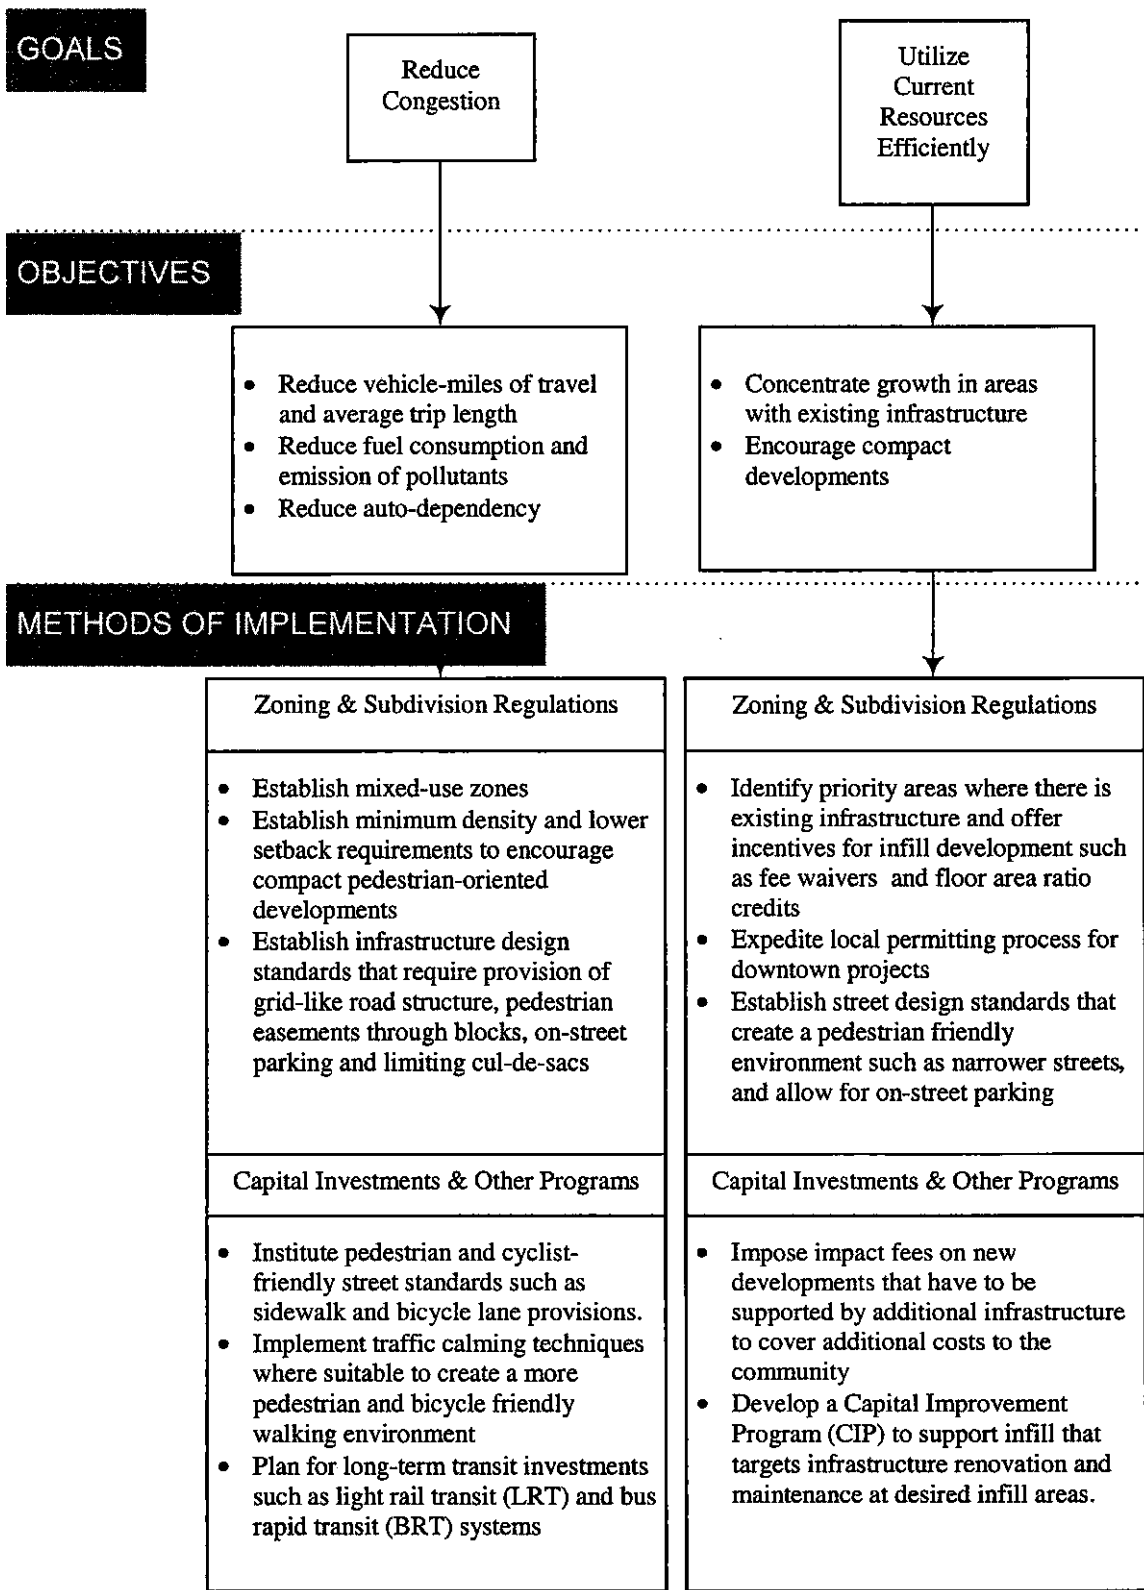 GOALS
Reduce
Congestion
Utilize
Current
Resources
Efficiently
OBJECTIVES
• Reduce vehicle-miles of travel
and average trip length
• Reduce fuel consumption and
emission of pollutants
• Reduce auto-dependency
• Concentrate growth in areas
with existing infrastructure
• Encourage compact
developments
METHODS OF IMPLEMENTATION
Zoning & Subdivision Regulations
• Establish mixed-use zones
• Establish minimum density and lower
setback requirements to encourage
compact pedestrian-oriented
developments
• Establish infrastructure design
standards that require provision of
grid-like road structure, pedestrian
easements through blocks, on-street
parking and limiting cul-de-sacs
Capital Investments & Other Programs
• Institute pedestrian and cyclist-
friendly street standards such as
sidewalk and bicycle lane provisions.
• Implement traffic calming techniques
where suitable to create a more
pedestrian and bicycle friendly
walking environment
• Plan for long-term transit investments
such as light rail transit (LRT) and bus
rapid transit (BRT) systems
Zoning & Subdivision Regulations
• Identify priority areas where there is
existing infrastructure and offer
incentives for infill development such
as fee waivers and floor area ratio
credits
• Expedite local permitting process for
downtown projects
• Establish street design standards that
create a pedestrian friendly
environment such as narrower streets,
and allow for on-street parking
Capital Investments & Other Programs
• Impose impact fees on new
developments that have to be
supported by additional infrastructure
to cover additional costs to the
community
• Develop a Capital Improvement
Program (CIP) to support infill that
targets infrastructure renovation and
maintenance at desired infill areas.